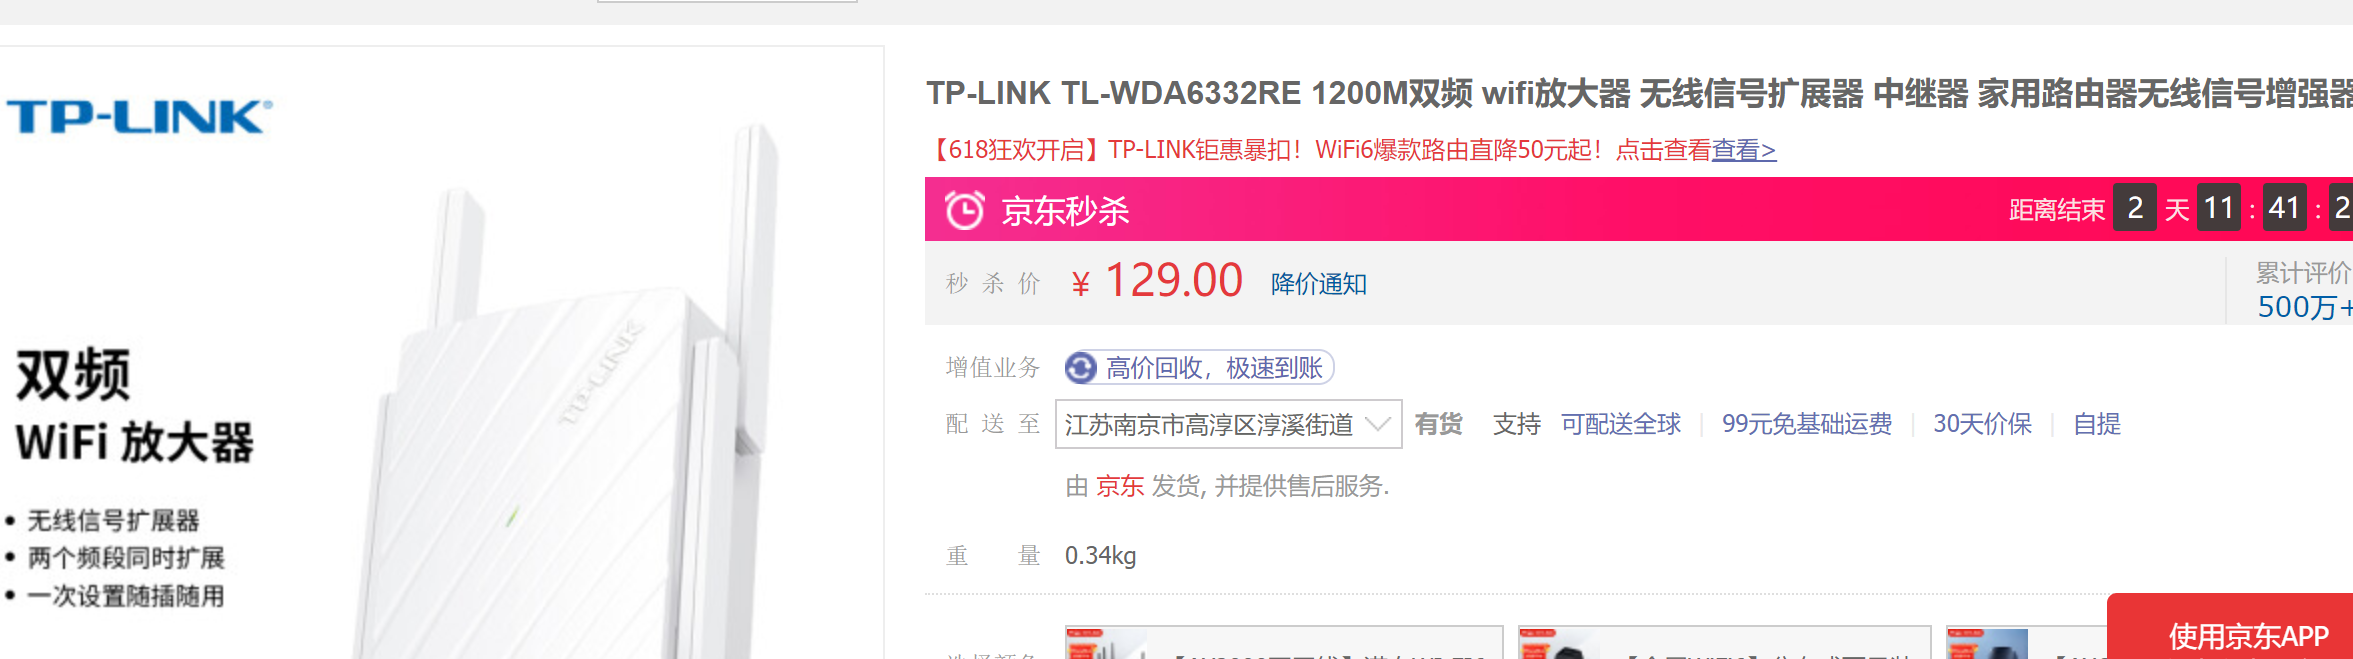 TP-LINK®
TP-LINK
双频
WiFi 放大器
• 无线信号扩展器
• 两个频段同时扩展
• 一次设置随插随用
TP-LINK TL-WDA6332RE 1200M双频 wifi放大器 无线信号扩展器 中继器 家用路由器无线信号增强器
【618狂欢开启】TP-LINK钜惠暴扣！WiFi6爆款路由直降50元起！点击查看查看>
京东秒杀 距离结束 2 天 11 : 41 : 2
秒杀价 ¥ 129.00 降价通知 累计评价
500万+
增值业务 高价回收，极速到账
配送至 江苏南京市高淳区淳溪街道 有货 支持 可配送全球 | 99元免基础运费 | 30天价保 | 自提
由 京东 发货, 并提供售后服务.
重量 0.34kg
使用京东APP